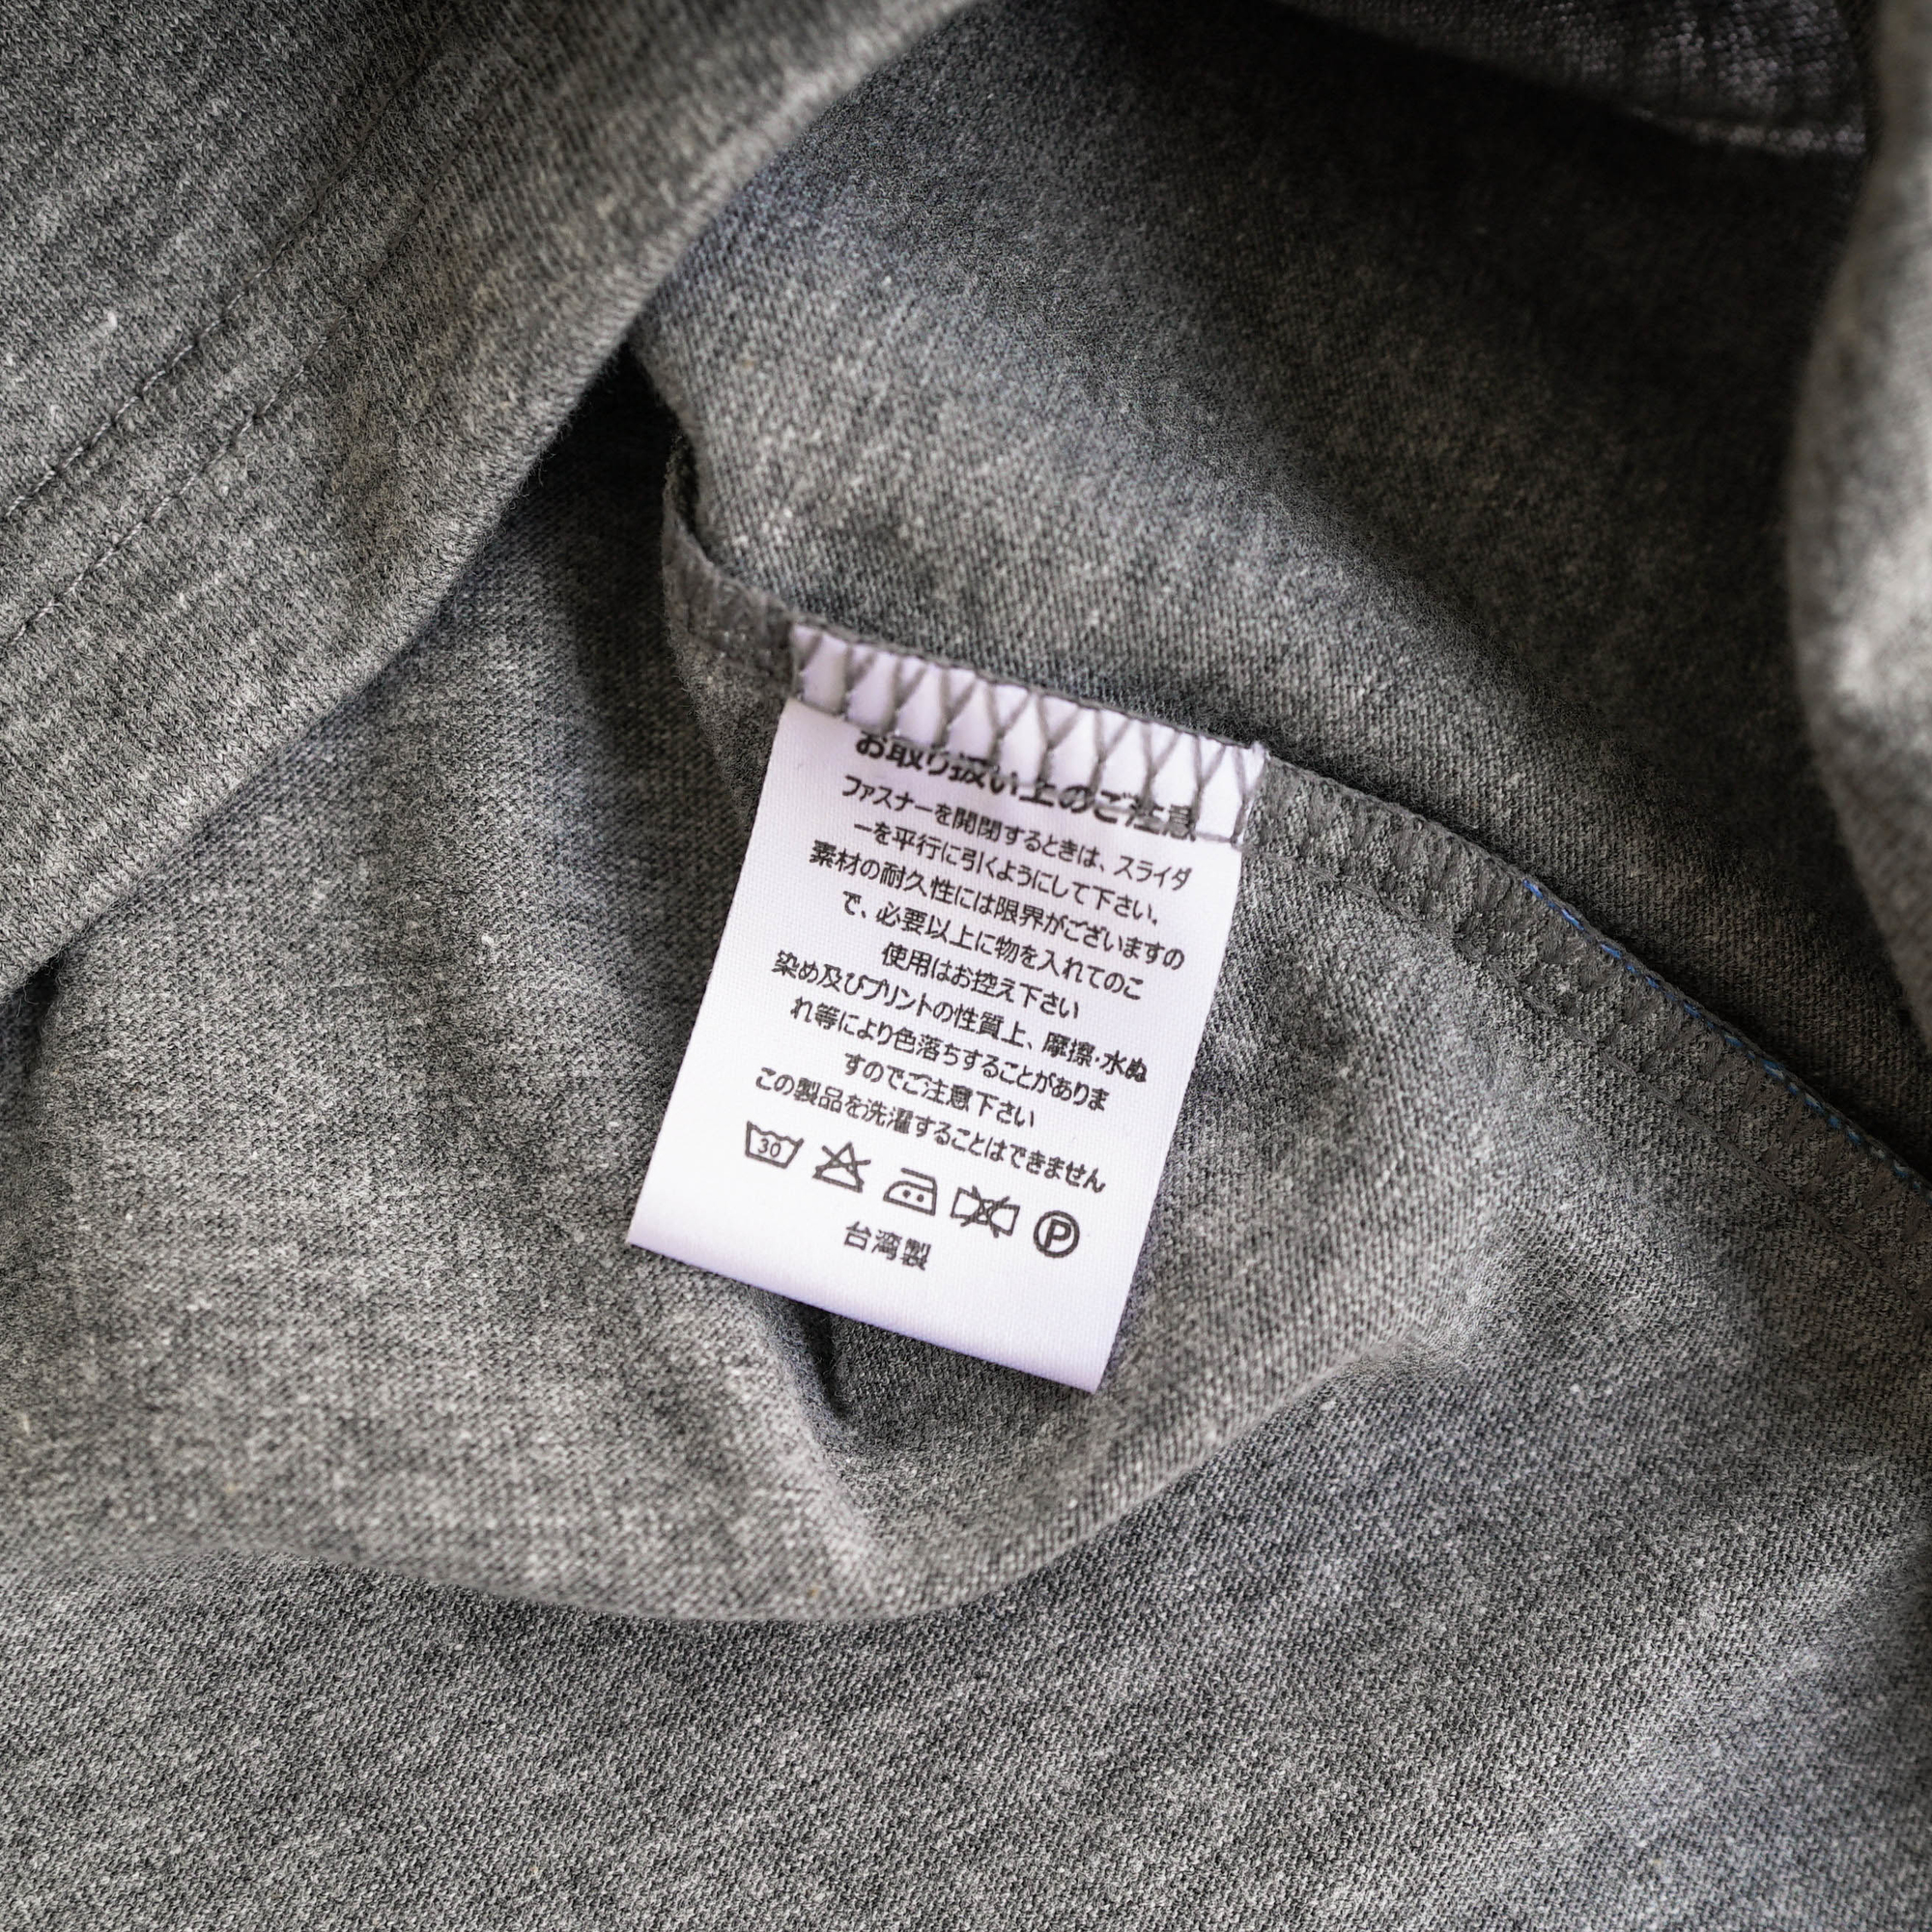 お取り扱い上のご注意
ファスナーを開閉するときは、スライダ
ーを平行に引くようにして下さい。
素材の耐久性には限界がございますの
で、必要以上に物を入れてのこ
使用はお控え下さい
染め及びプリントの性質上、摩擦・水ぬ
れ等により色落ちすることがありま
すのでご注意下さい
この製品を洗濯することはできません
30
P
台湾製